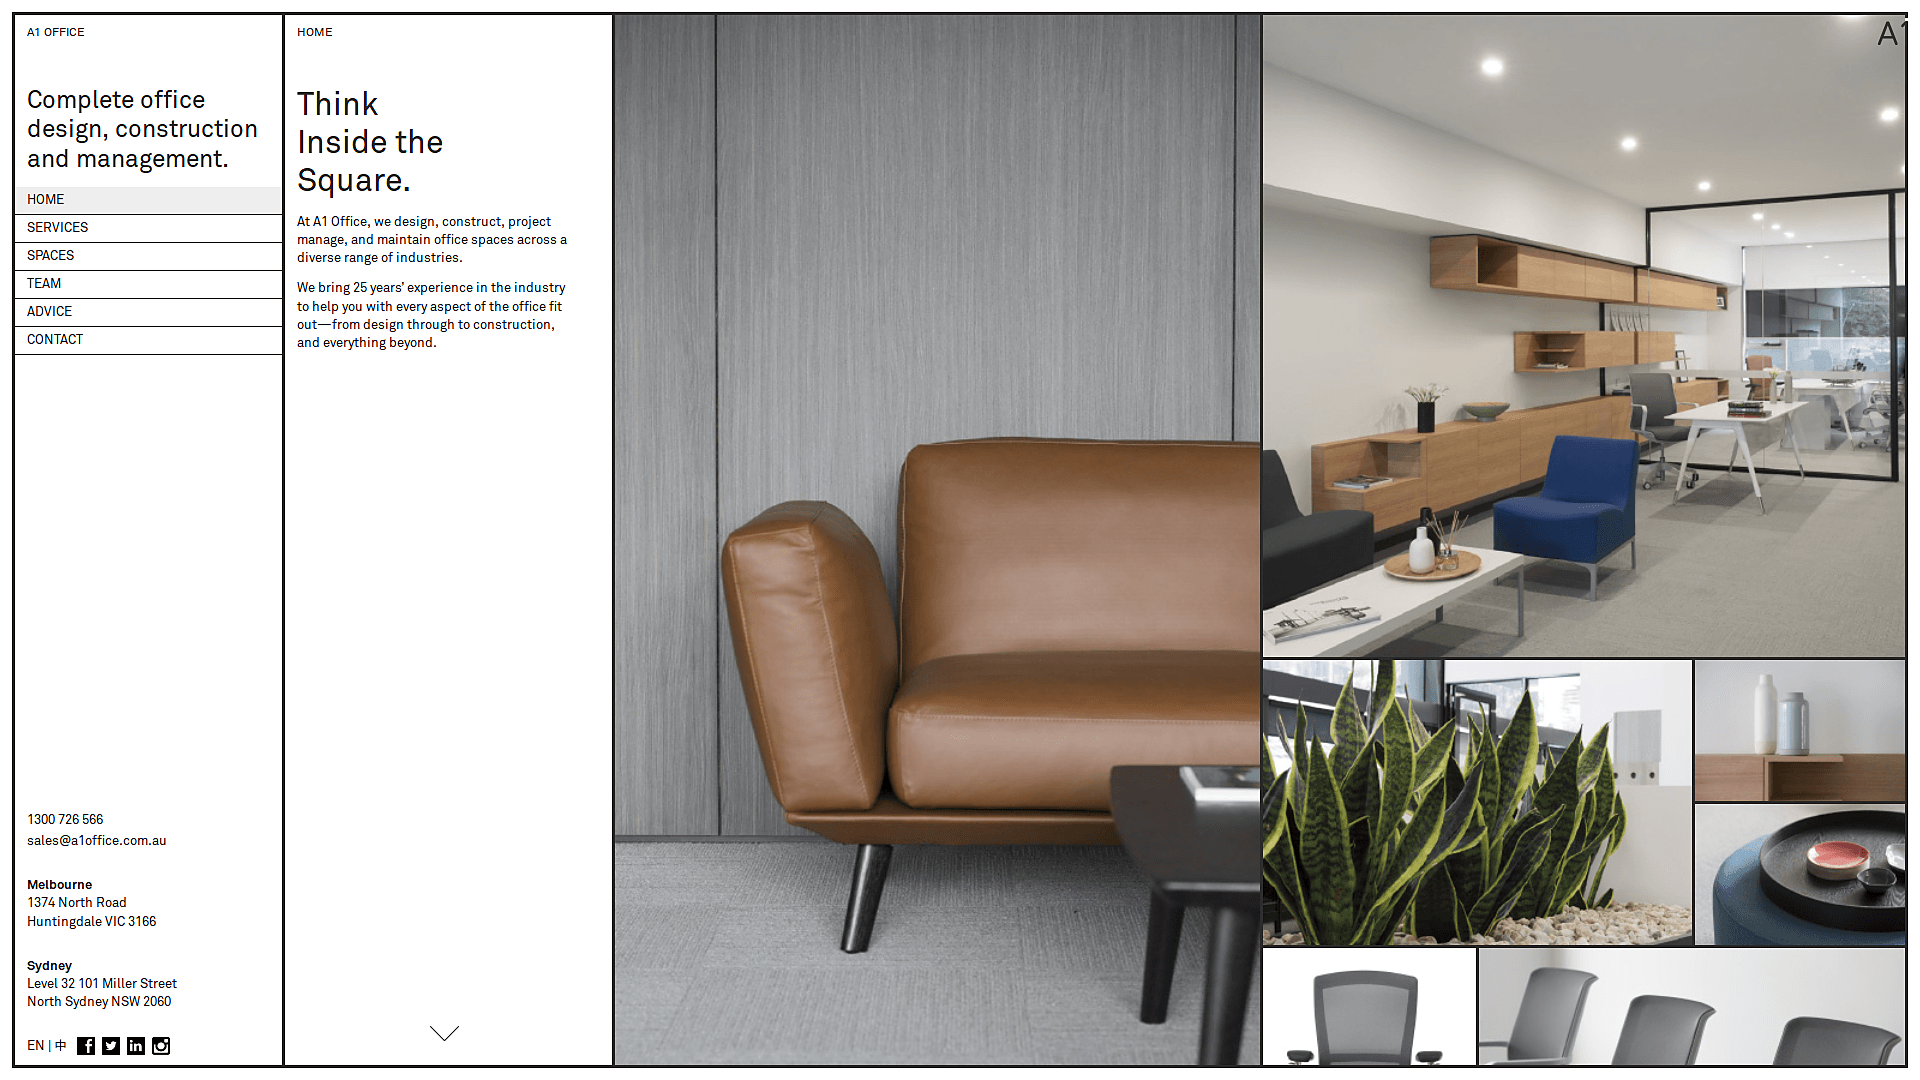 A1 OFFICE
Complete office
design, construction
and management.
HOME
SERVICES
SPACES
TEAM
ADVICE
CONTACT
1300 726 566
sales@a1office.com.au
Melbourne
1374 North Road
Huntingdale VIC 3166
Sydney
Level 32 101 Miller Street
North Sydney NSW 2060
EN | 中
HOME
Think
Inside the
Square.
At A1 Office, we design, construct, project
manage, and maintain office spaces across a
diverse range of industries.
We bring 25 years' experience in the industry
to help you with every aspect of the office fit
out—from design through to construction,
and everything beyond.
A1